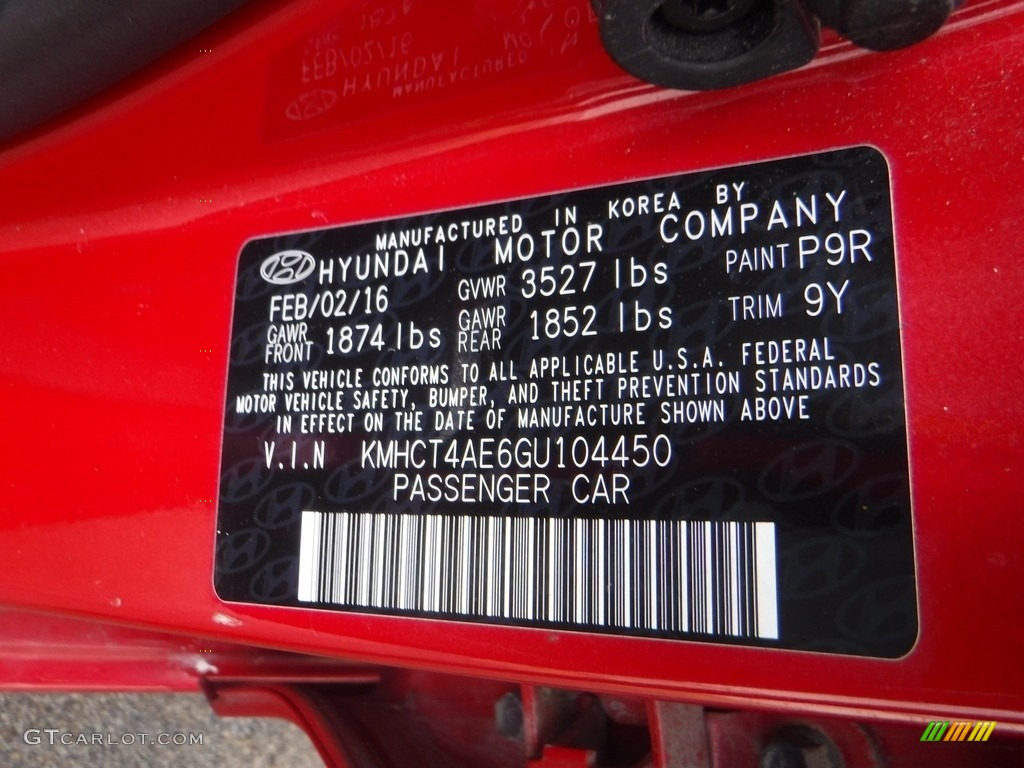 MANUFACTURED IN KOREA BY
HYUNDAI MOTOR COMPANY
FEB/02/16 GVWR 3527 lbs PAINT P9R
GAWR FRONT 1874 lbs GAWR REAR 1852 lbs TRIM 9Y
THIS VEHICLE CONFORMS TO ALL APPLICABLE U.S.A. FEDERAL
MOTOR VEHICLE SAFETY, BUMPER, AND THEFT PREVENTION STANDARDS
IN EFFECT ON THE DATE OF MANUFACTURE SHOWN ABOVE
V.I.N KMHCT4AE6GU104450
PASSENGER CAR
GTCARLOT.COM